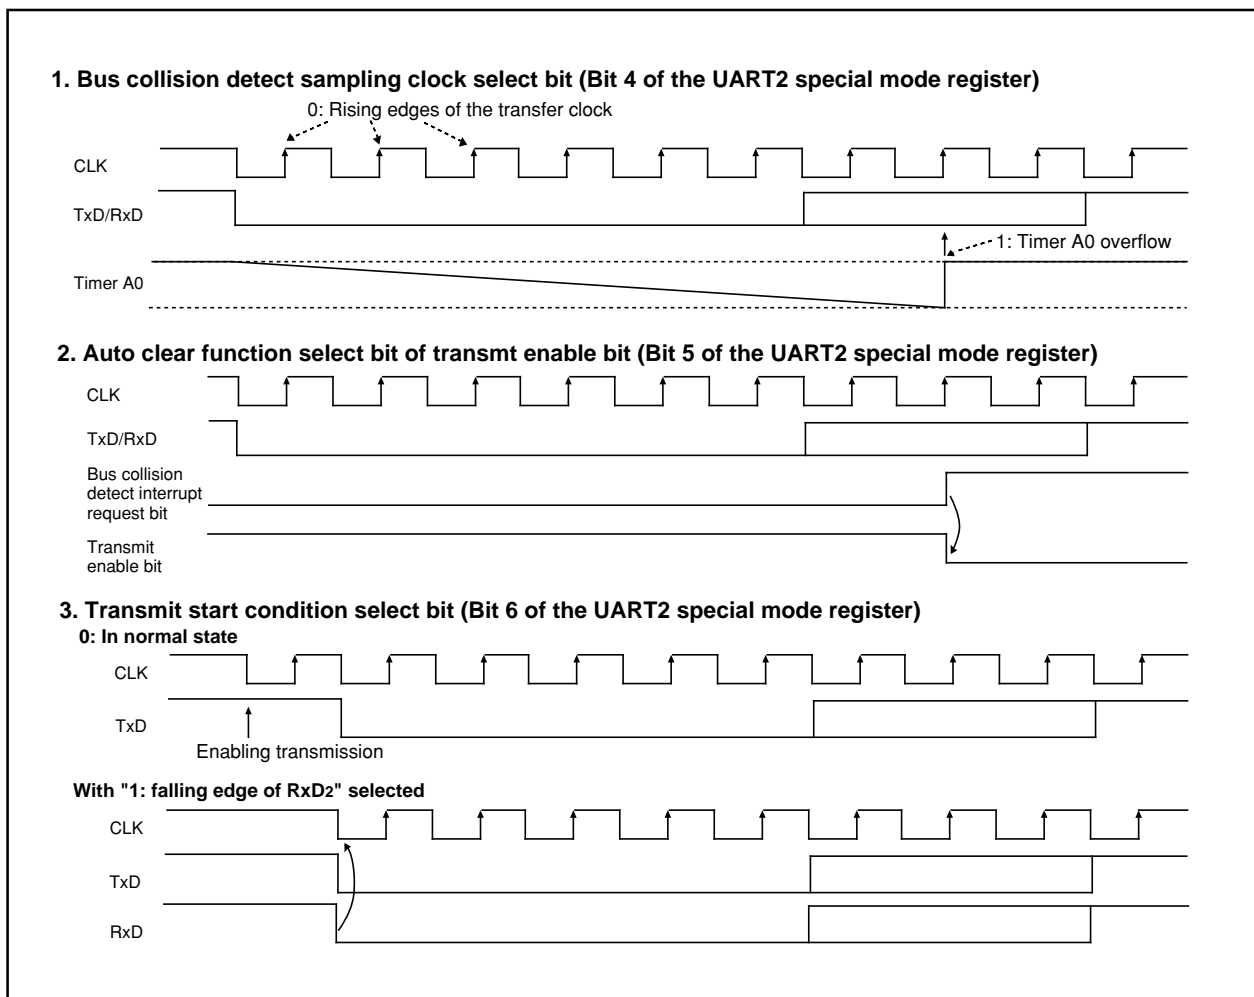 1. Bus collision detect sampling clock select bit (Bit 4 of the UART2 special mode register)
0: Rising edges of the transfer clock
CLK
TxD/RxD
1: Timer A0 overflow
Timer A0
2. Auto clear function select bit of transmt enable bit (Bit 5 of the UART2 special mode register)
CLK
TxD/RxD
Bus collision
detect interrupt
request bit
Transmit
enable bit
3. Transmit start condition select bit (Bit 6 of the UART2 special mode register)
0: In normal state
CLK
TxD
Enabling transmission
With "1: falling edge of RxD2" selected
CLK
TxD
RxD